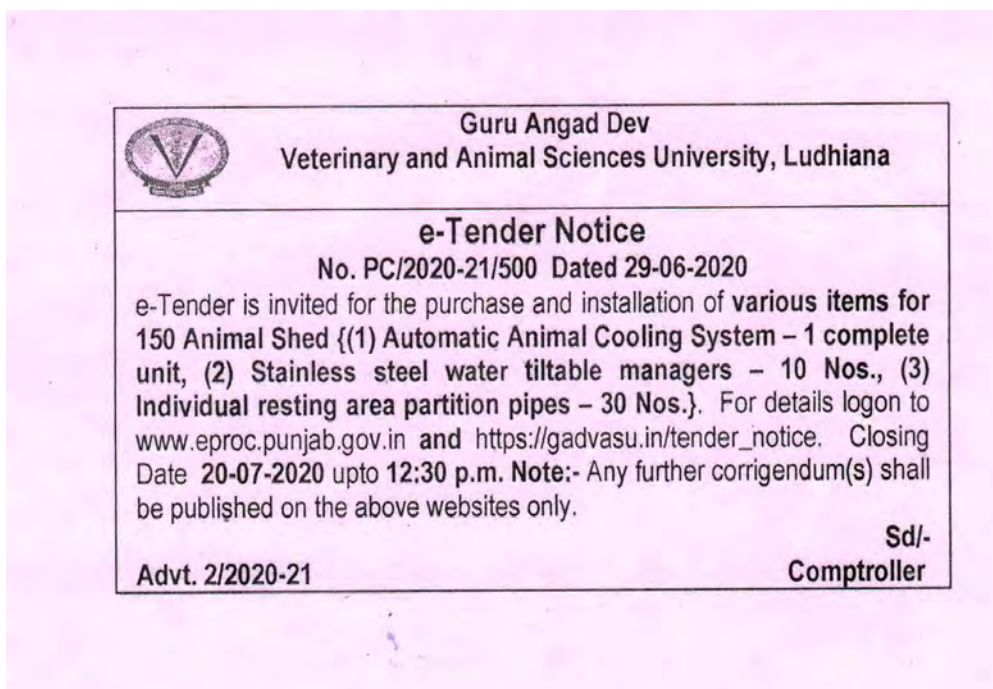 Guru Angad Dev
Veterinary and Animal Sciences University, Ludhiana
e-Tender Notice
No. PC/2020-21/500 Dated 29-06-2020
e-Tender is invited for the purchase and installation of various items for
150 Animal Shed {(1) Automatic Animal Cooling System – 1 complete
unit, (2) Stainless steel water tiltable managers – 10 Nos., (3)
Individual resting area partition pipes – 30 Nos.}. For details logon to
www.eproc.punjab.gov.in and https://gadvasu.in/tender_notice. Closing
Date 20-07-2020 upto 12:30 p.m. Note:- Any further corrigendum(s) shall
be published on the above websites only.
Sd/-
Advt. 2/2020-21 Comptroller